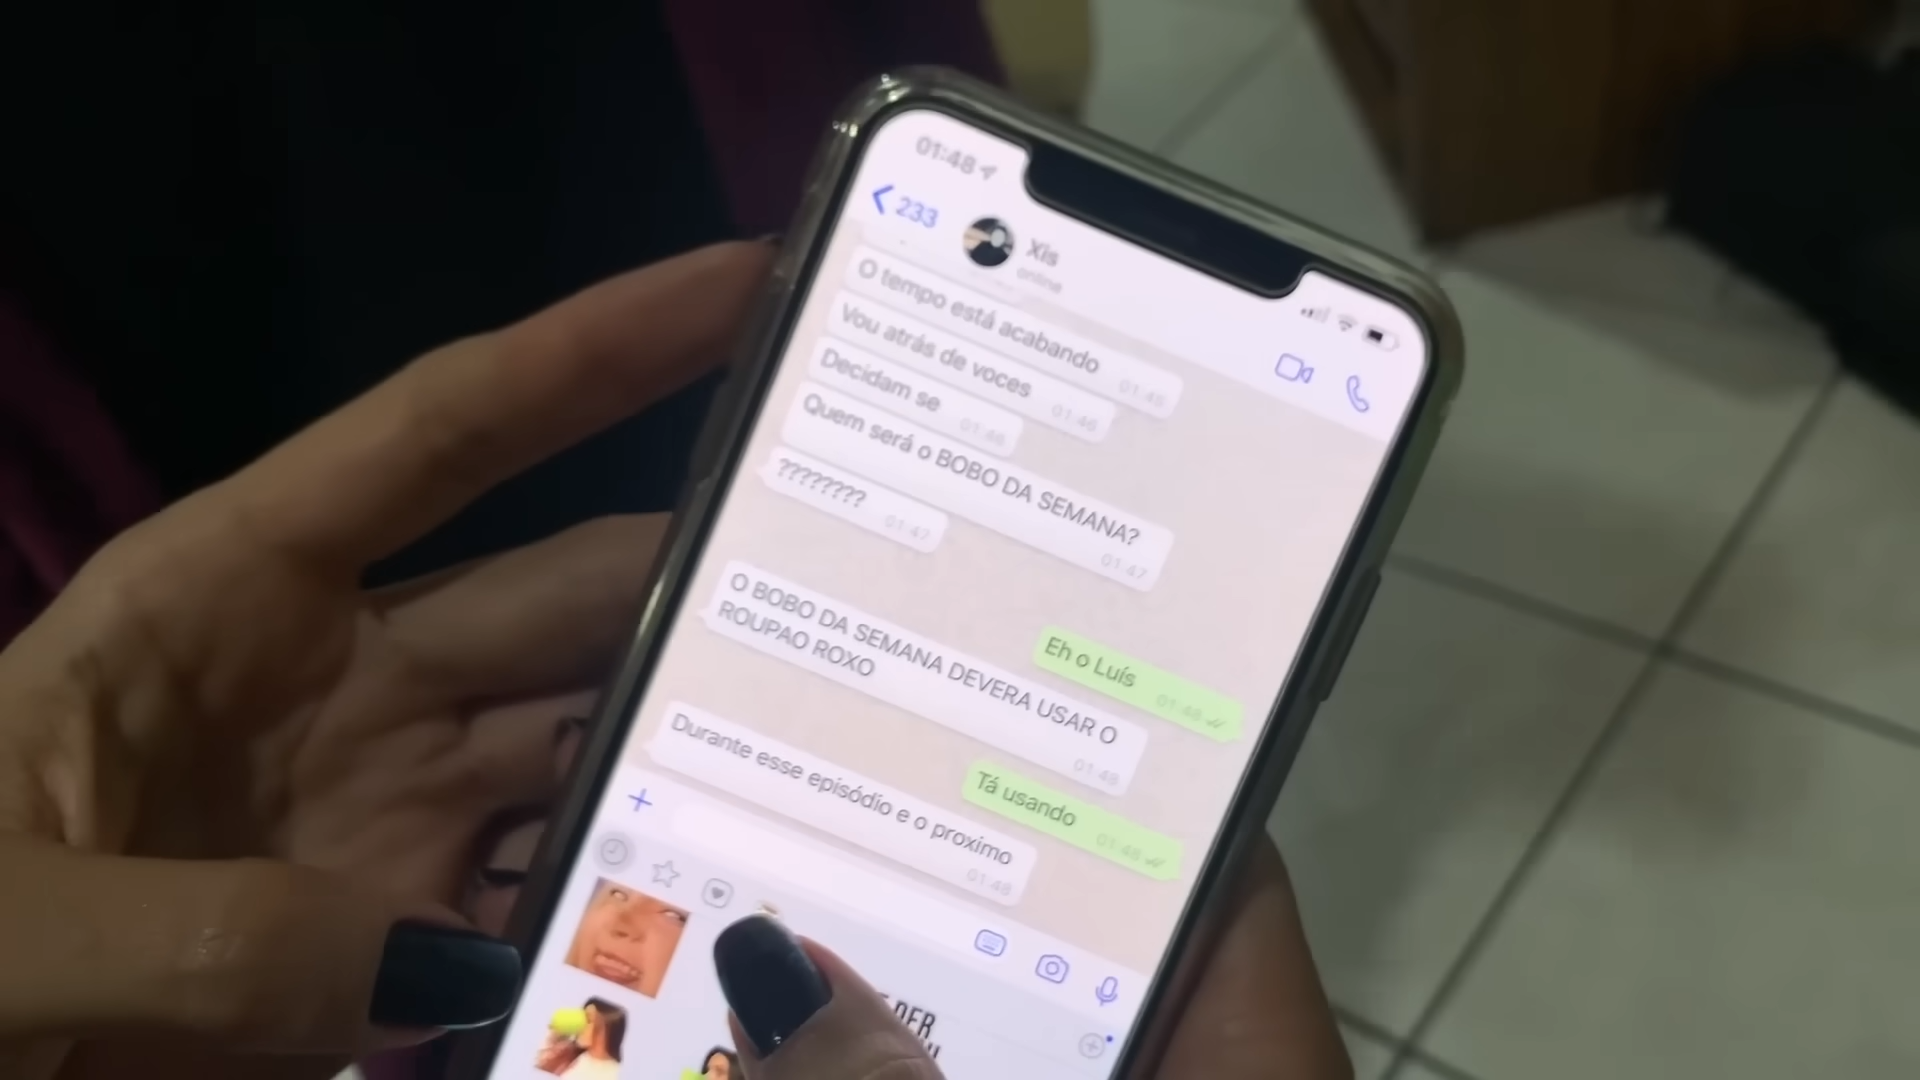 01:48
233
Xis
online
O tempo está acabando
01:46
Vou atrás de voces
01:46
Decidam se
01:46
Quem será o BOBO DA SEMANA?
01:47
????????
01:47
Eh o Luís
01:48
O BOBO DA SEMANA DEVERA USAR O
ROUPAO ROXO
01:48
Tá usando
01:48
Durante esse episódio e o proximo
01:48